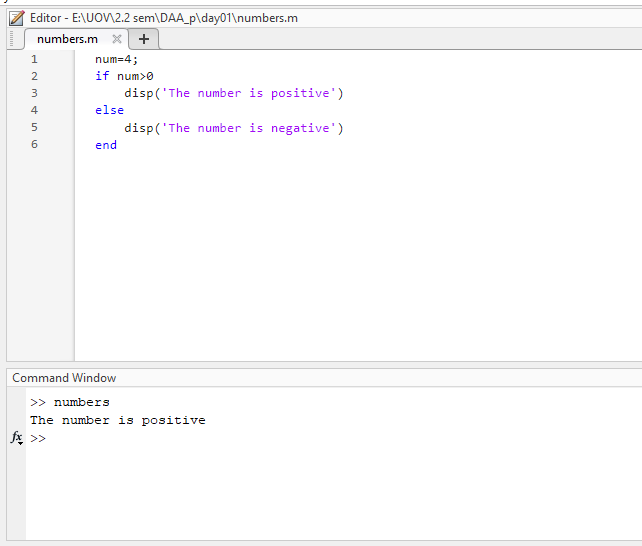 Editor - E:\UOV\2.2 sem\DAA_p\day01\numbers.m
numbers.m
1 num=4;
2 if num>0
3 disp('The number is positive')
4 else
5 disp('The number is negative')
6 end
Command Window
>> numbers
The number is positive
fx >>